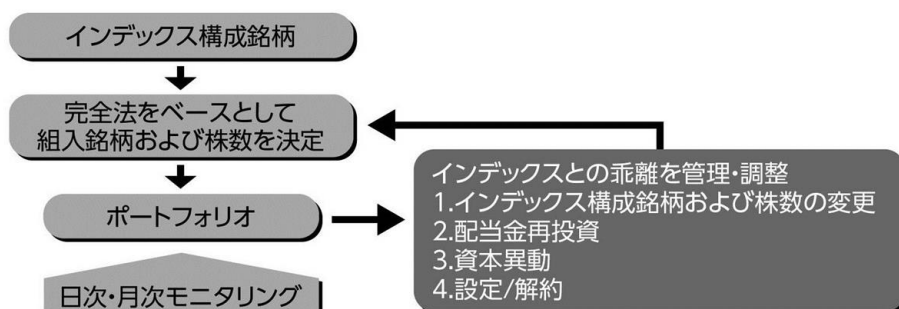 インデックス構成銘柄
完全法をベースとして
組入銘柄および株数を決定
ポートフォリオ
日次・月次モニタリング
インデックスとの乖離を管理・調整
1.インデックス構成銘柄および株数の変更
2.配当金再投資
3.資本異動
4.設定/解約